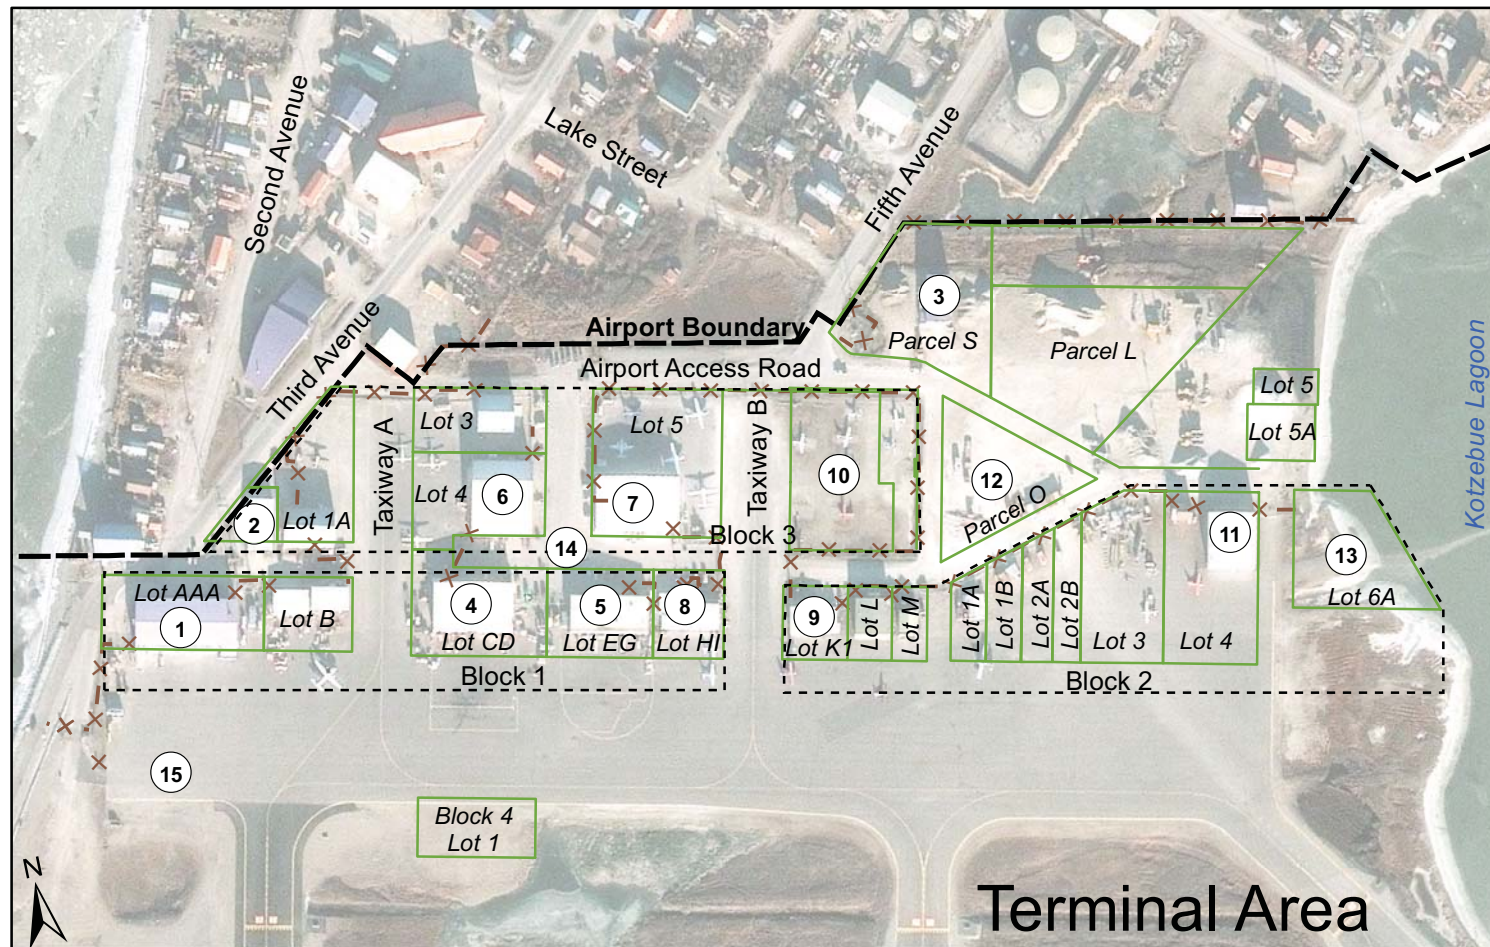 Second Avenue
Lake Street
Fifth Avenue
Third Avenue
Airport Boundary
Airport Access Road
Kotzebue Lagoon
3
Parcel S
Parcel L
Lot 5
Lot 5A
Taxiway A
Taxiway B
Lot 3
Lot 4
6
Lot 5
7
10
12
Parcel O
2
Lot 1A
14
Block 3
11
13
Lot 6A
Lot AAA
1
Lot B
4
Lot CD
5
Lot EG
8
Lot HI
9
Lot K1
Lot L
Lot M
Lot 1A
Lot 1B
Lot 2A
Lot 2B
Lot 3
Lot 4
Block 1
Block 2
15
Block 4
Lot 1
N
Terminal Area